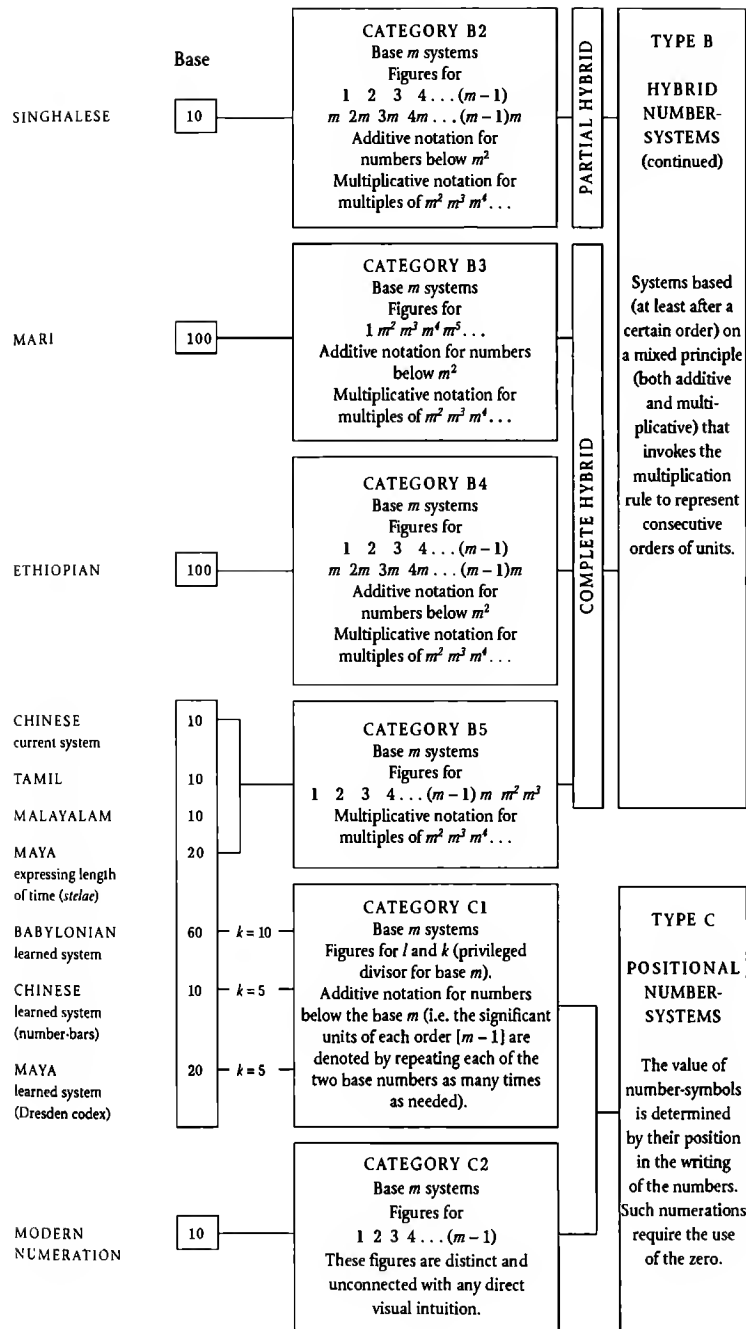 Base
SINGHALESE
10
CATEGORY B2
Base m systems
Figures for
1 2 3 4 . . . (m – 1)
m 2m 3m 4m . . . (m – 1)m
Additive notation for
numbers below m²
Multiplicative notation for
multiples of m² m³ m⁴ . . .
PARTIAL HYBRID
TYPE B
HYBRID
NUMBER-
SYSTEMS
(continued)
MARI
100
CATEGORY B3
Base m systems
Figures for
1 m² m³ m⁴ m⁵ . . .
Additive notation for numbers
below m²
Multiplicative notation for
multiples of m² m³ m⁴ . . .
Systems based
(at least after a
certain order) on
a mixed principle
(both additive
and multi-
plicative) that
invokes the
multiplication
rule to represent
consecutive
orders of units.
COMPLETE HYBRID
ETHIOPIAN
100
CATEGORY B4
Base m systems
Figures for
1 2 3 4 . . . (m – 1)
m 2m 3m 4m . . . (m – 1)m
Additive notation for
numbers below m²
Multiplicative notation for
multiples of m² m³ m⁴ . . .
CHINESE
current system
10
TAMIL
10
MALAYALAM
10
MAYA
expressing length
of time (stelae)
20
CATEGORY B5
Base m systems
Figures for
1 2 3 4 . . . (m – 1) m m² m³
Multiplicative notation for
multiples of m² m³ m⁴ . . .
BABYLONIAN
learned system
60 k = 10
CHINESE
learned system
(number-bars)
10 k = 5
MAYA
learned system
(Dresden codex)
20 k = 5
CATEGORY C1
Base m systems
Figures for l and k (privileged
divisor for base m).
Additive notation for numbers
below the base m (i.e. the significant
units of each order [m – 1] are
denoted by repeating each of the
two base numbers as many times
as needed).
TYPE C
POSITIONAL
NUMBER-
SYSTEMS
The value of
number-symbols
is determined
by their position
in the writing
of the numbers.
Such numerations
require the use
of the zero.
MODERN
NUMERATION
10
CATEGORY C2
Base m systems
Figures for
1 2 3 4 . . . (m – 1)
These figures are distinct and
unconnected with any direct
visual intuition.